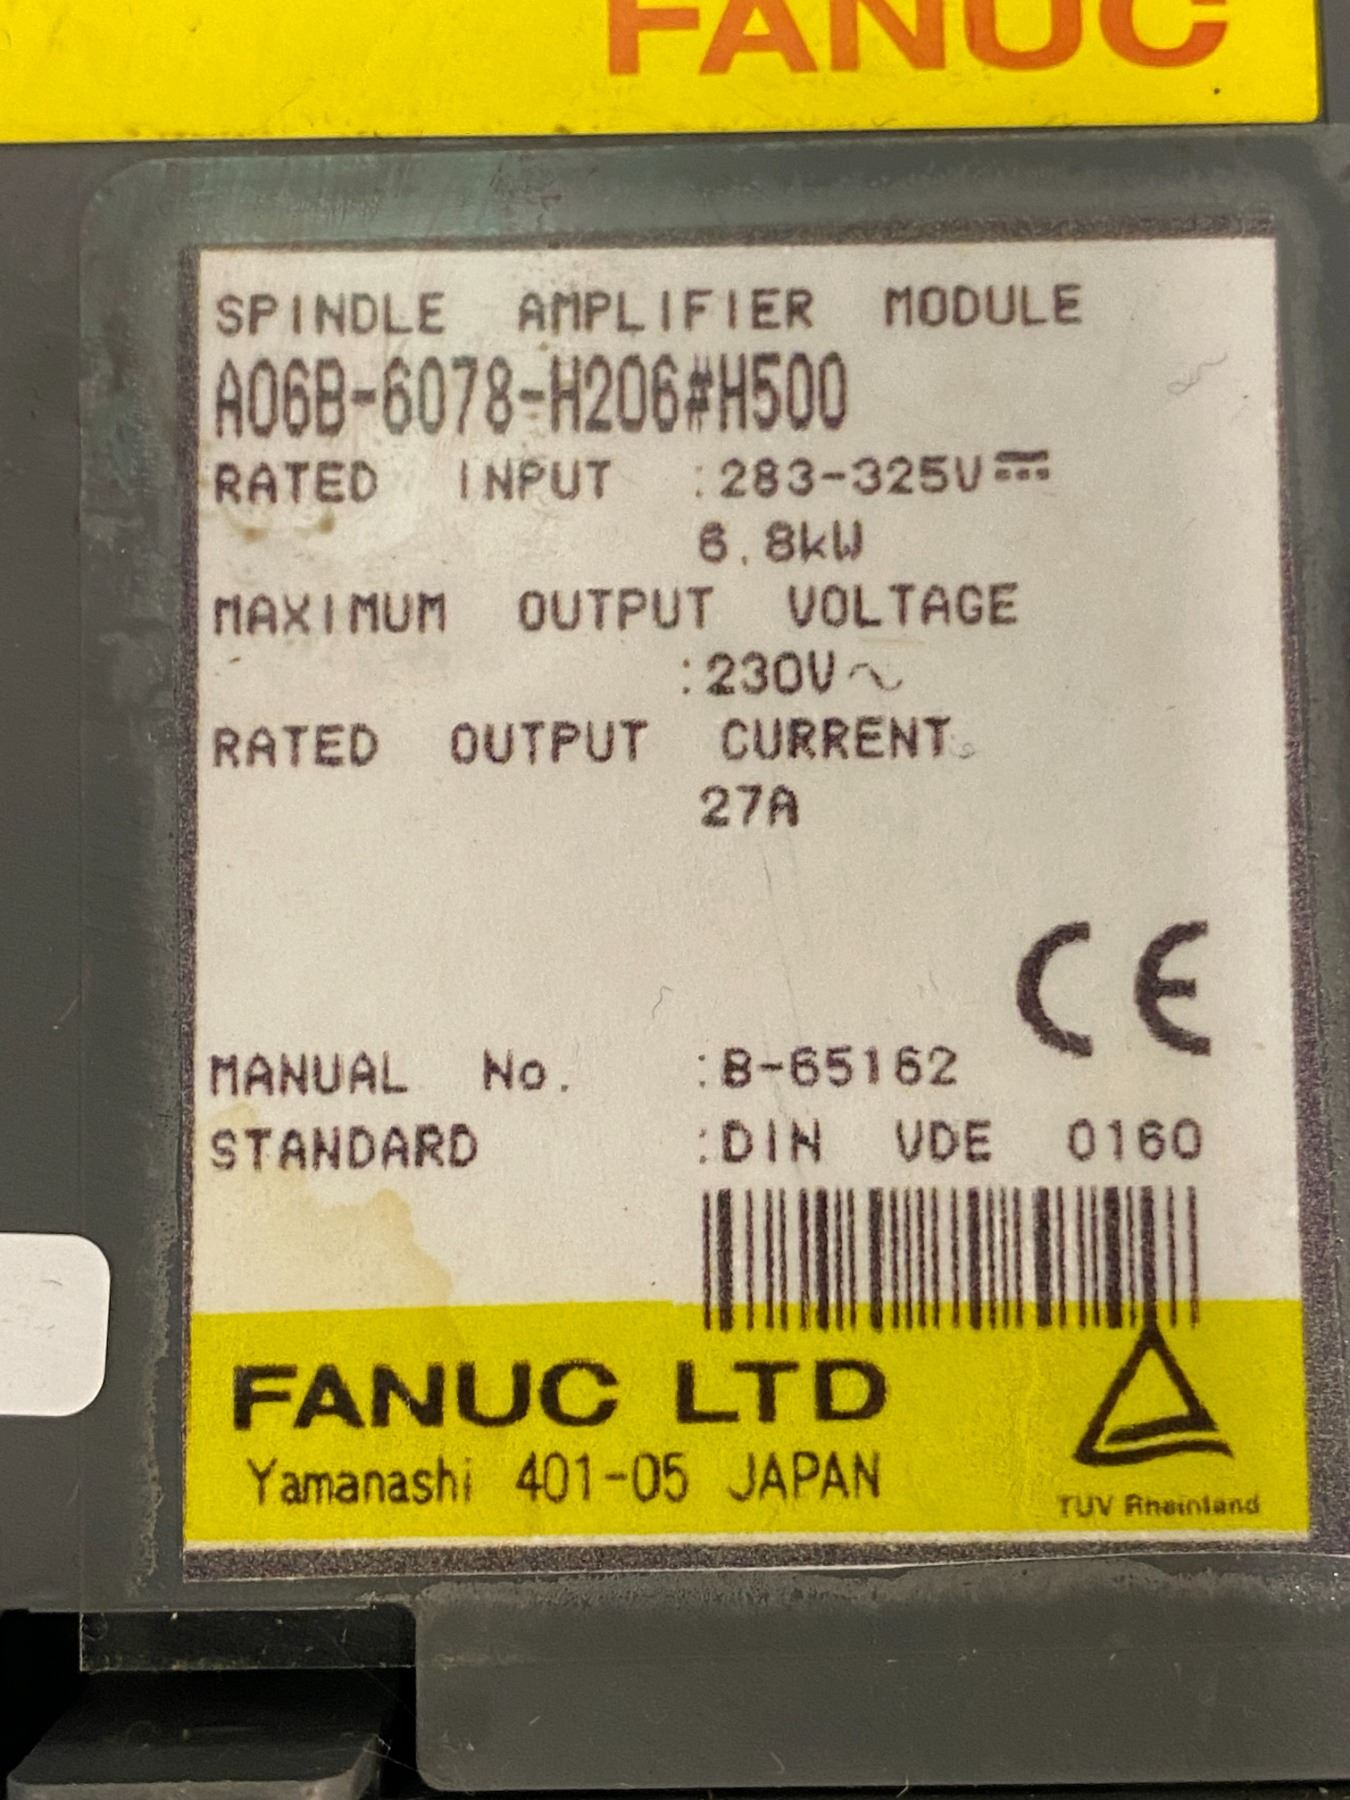 FANUC
SPINDLE AMPLIFIER MODULE
A06B-6078-H206#H500
RATED INPUT :283-325V⎓
6.8kW
MAXIMUM OUTPUT VOLTAGE
:230V~
RATED OUTPUT CURRENT
27A
CE
MANUAL No. :B-65162
STANDARD :DIN VDE 0160
FANUC LTD
Yamanashi 401-05 JAPAN
TUV Rheinland